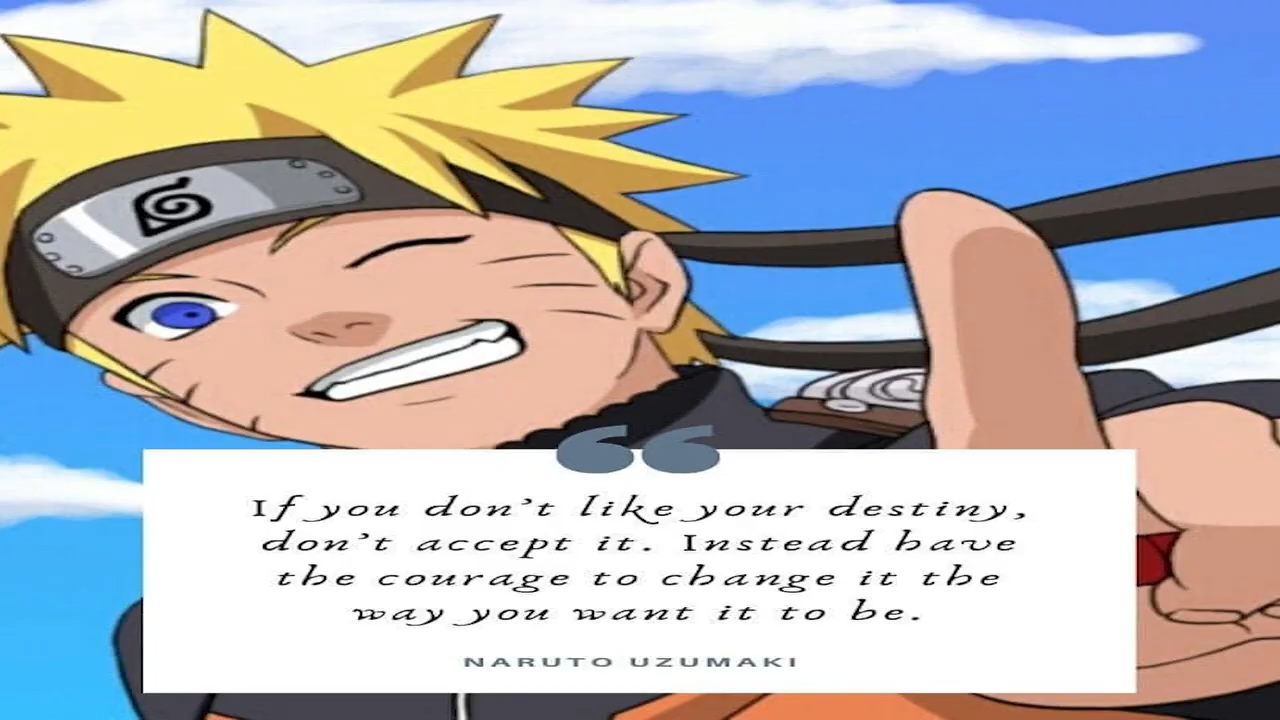 “
If you don’t like your destiny,
don’t accept it. Instead have
the courage to change it the
way you want it to be.
NARUTO UZUMAKI